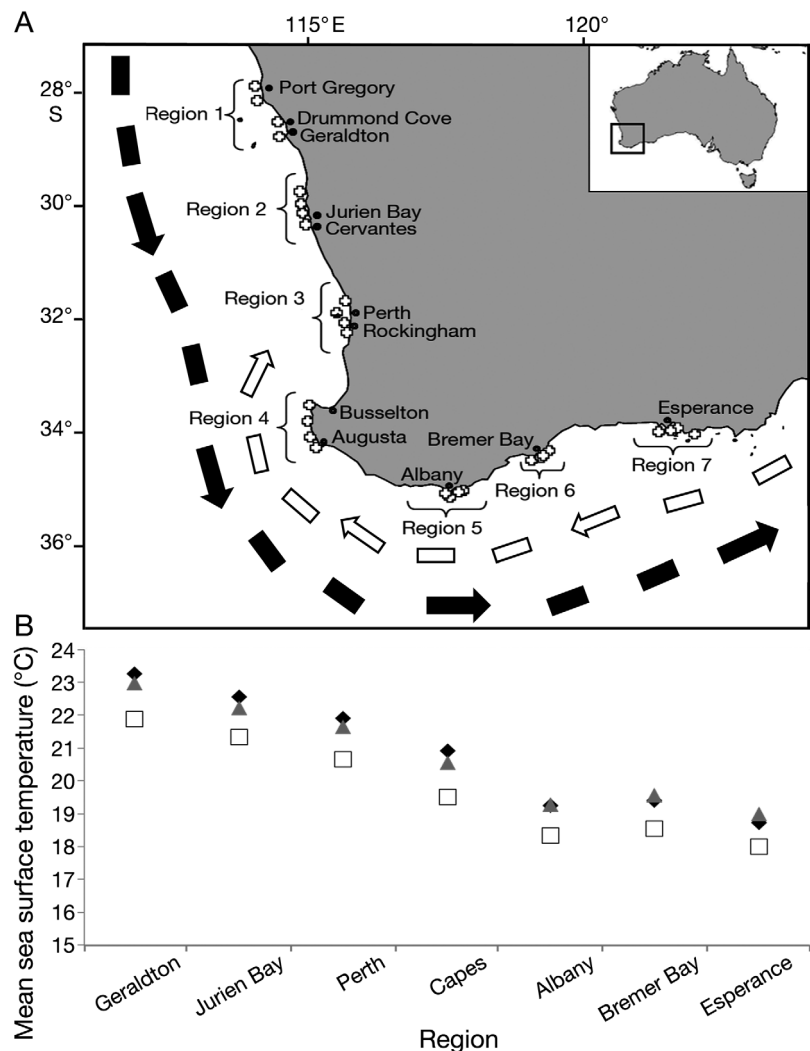 A
115° E 120°
28°
S
Port Gregory
Region 1
Drummond Cove
Geraldton
30°
Region 2
Jurien Bay
Cervantes
Region 3
32°
Perth
Rockingham
34°
Region 4
Busselton
Augusta
Esperance
Bremer Bay
Region 7
Albany
Region 6
Region 5
36°
B
Mean sea surface temperature (°C)
24
23
22
21
20
19
18
17
16
15
Geraldton
Jurien Bay
Perth
Capes
Albany
Bremer Bay
Esperance
Region